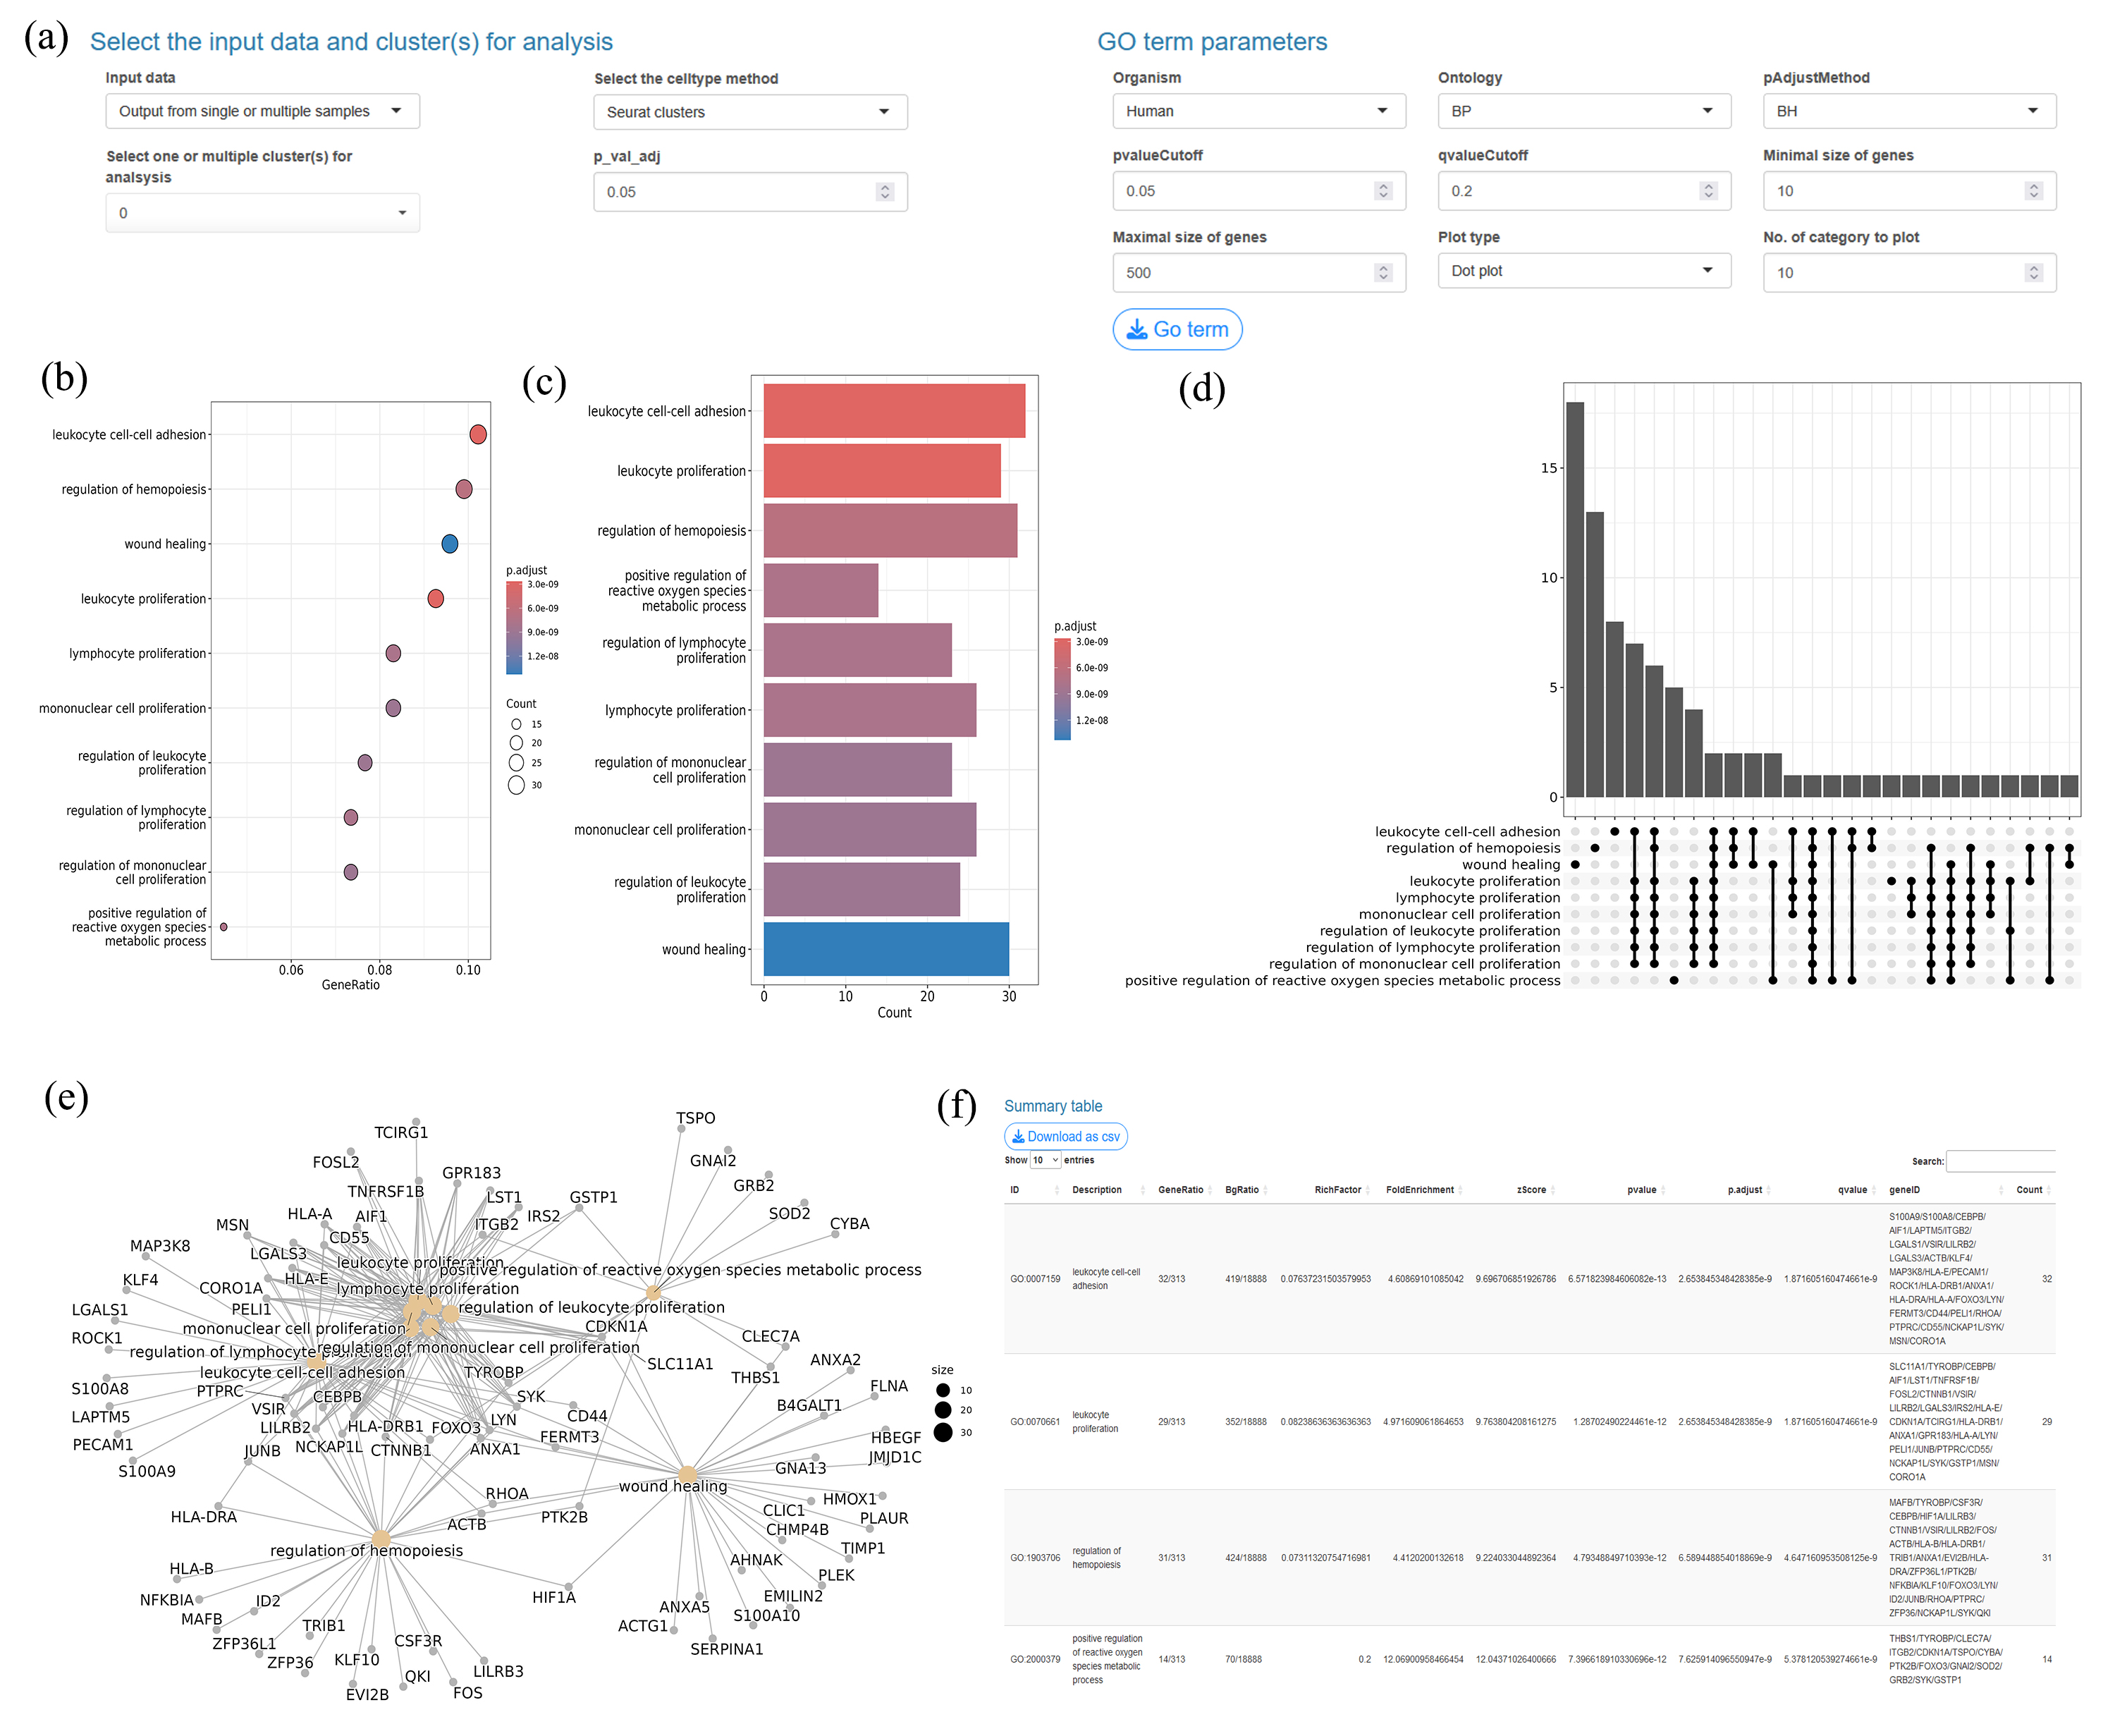 (a)
Select the input data and cluster(s) for analysis
Input data
Output from single or multiple samples
Select the celltype method
Seurat clusters
Select one or multiple cluster(s) for
analsysis
0
p_val_adj
0.05
GO term parameters
Organism
Ontology
pAdjustMethod
Human
BP
BH
pvalueCutoff
qvalueCutoff
Minimal size of genes
0.05
0.2
10
Maximal size of genes
Plot type
No. of category to plot
500
Dot plot
10
Go term
(b)
leukocyte cell-cell adhesion
regulation of hemopoiesis
wound healing
leukocyte proliferation
lymphocyte proliferation
mononuclear cell proliferation
regulation of leukocyte
proliferation
regulation of lymphocyte
proliferation
regulation of mononuclear
cell proliferation
positive regulation of
reactive oxygen species
metabolic process
0.06
0.08
0.10
GeneRatio
p.adjust
3.0e-09
6.0e-09
9.0e-09
1.2e-08
Count
15
20
25
30
(c)
leukocyte cell-cell adhesion
leukocyte proliferation
regulation of hemopoiesis
positive regulation of
reactive oxygen species
metabolic process
regulation of lymphocyte
proliferation
lymphocyte proliferation
regulation of mononuclear
cell proliferation
mononuclear cell proliferation
regulation of leukocyte
proliferation
wound healing
0
10
20
30
Count
p.adjust
3.0e-09
6.0e-09
9.0e-09
1.2e-08
(d)
15
10
5
0
leukocyte cell-cell adhesion
regulation of hemopoiesis
wound healing
leukocyte proliferation
lymphocyte proliferation
mononuclear cell proliferation
regulation of leukocyte proliferation
regulation of lymphocyte proliferation
regulation of mononuclear cell proliferation
positive regulation of reactive oxygen species metabolic process
(e)
TCIRG1
FOSL2
GPR183
TNFRSF1B
LST1
GSTP1
HLA-A
AIF1
IRS2
ITGB2
MSN
CD55
LGALS3
MAP3K8
leukocyte proliferation
positive regulation of reactive oxygen species metabolic process
KLF4
HLA-E
CORO1A
lymphocyte proliferation
LGALS1
PELI1
regulation of leukocyte proliferation
mononuclear cell proliferation
CDKN1A
ROCK1
regulation of lymphocyte proliferation
regulation of mononuclear cell proliferation
leukocyte cell-cell adhesion
TYROBP
SLC11A1
S100A8
PTPRC
CEBPB
SYK
VSIR
LAPTM5
LILRB2
HLA-DRB1
FOXO3
LYN
CD44
PECAM1
JUNB
NCKAP1L
CTNNB1
ANXA1
FERMT3
S100A9
HLA-DRA
RHOA
ACTB
PTK2B
regulation of hemopoiesis
HLA-B
NFKBIA
ID2
MAFB
TRIB1
ZFP36L1
ZFP36
KLF10
CSF3R
EVI2B
QKI
FOS
LILRB3
HIF1A
TSPO
GNAI2
GRB2
SOD2
CYBA
CLEC7A
THBS1
ANXA2
FLNA
B4GALT1
HBEGF
JMJD1C
GNA13
wound healing
HMOX1
CLIC1
PLAUR
CHMP4B
TIMP1
AHNAK
PLEK
EMILIN2
ANXA5
S100A10
ACTG1
SERPINA1
size
10
20
30
(f)
Summary table
Download as csv
Show 10 entries
Search:
ID Description GeneRatio BgRatio RichFactor FoldEnrichment zScore pvalue p.adjust qvalue geneID Count
GO:0007159 leukocyte cell-cell adhesion 32/313 419/18888 0.07637231503579953 4.60869101085042 9.696706851926786 6.571823984606082e-13 2.653845348428385e-9 1.871605160474661e-9
S100A9/S100A8/CEBPB/
AIF1/LAPTM5/ITGB2/
LGALS1/VSIR/LILRB2/
LGALS3/ACTB/KLF4/
MAP3K8/HLA-E/PECAM1/
ROCK1/HLA-DRB1/ANXA1/
HLA-DRA/HLA-A/FOXO3/LYN/
FERMT3/CD44/PELI1/RHOA/
PTPRC/CD55/NCKAP1L/SYK/
MSN/CORO1A
32
GO:0070661 leukocyte proliferation 29/313 352/18888 0.08238636363636363 4.971609061864653 9.763804208161275 1.28702490224461e-12 2.653845348428385e-9 1.871605160474661e-9
SLC11A1/TYROBP/CEBPB/
AIF1/LST1/TNFRSF1B/
FOSL2/CTNNB1/VSIR/
LILRB2/LGALS3/IRS2/HLA-E/
CDKN1A/TCIRG1/HLA-DRB1/
ANXA1/GPR183/HLA-A/LYN/
PELI1/JUNB/PTPRC/CD55/
NCKAP1L/SYK/GSTP1/MSN/
CORO1A
29
GO:1903706 regulation of hemopoiesis 31/313 424/18888 0.07311320754716981 4.4120200132618 9.224033044892364 4.79348849710393e-12 6.589448854018869e-9 4.647160953508125e-9
MAFB/TYROBP/CSF3R/
CEBPB/HIF1A/LILRB3/
CTNNB1/VSIR/LILRB2/FOS/
ACTB/HLA-B/HLA-DRB1/
TRIB1/ANXA1/EVI2B/HLA-
DRA/ZFP36L1/PTK2B/
NFKBIA/KLF10/FOXO3/LYN/
ID2/JUNB/RHOA/PTPRC/
ZFP36/NCKAP1L/SYK/QKI
31
GO:2000379 positive regulation of reactive oxygen species metabolic process 14/313 70/18888 0.2 12.06900958466454 12.04371026400666 7.396618910330696e-12 7.625914096550947e-9 5.378120539274661e-9
THBS1/TYROBP/CLEC7A/
ITGB2/CDKN1A/TSPO/CYBA/
PTK2B/FOXO3/GNAI2/SOD2/
GRB2/SYK/GSTP1
14